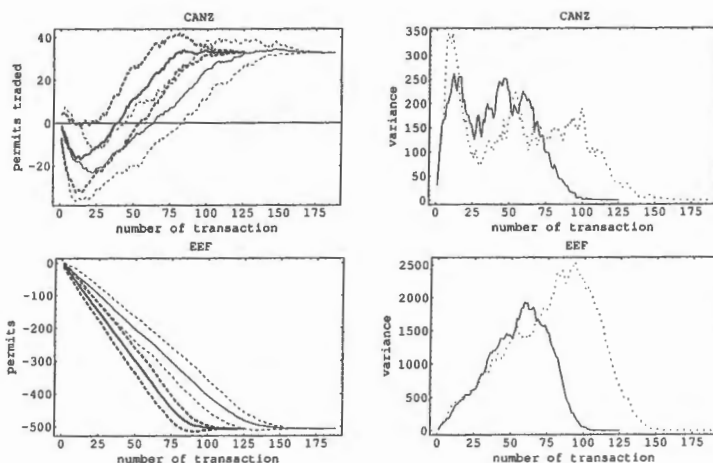 CANZ
40
20
0
-20
permits traded
0 25 50 75 100 125 150 175
number of transaction
CANZ
350
300
250
200
150
100
50
0
variance
0 25 50 75 100 125 150 175
number of transaction
EEF
0
-100
-200
-300
-400
-500
permits
0 25 50 75 100 125 150 175
number of transaction
EEF
2500
2000
1500
1000
500
0
variance
0 25 50 75 100 125 150 175
number of transaction